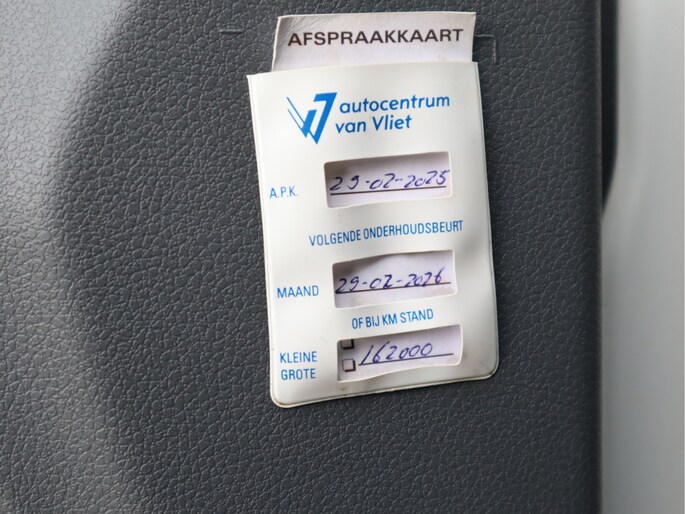 AFSPRAAKKAART
autocentrum
van Vliet
A.P.K. 29-02-2025
VOLGENDE ONDERHOUDSBEURT
MAAND 29-02-2026
OF BIJ KM STAND
KLEINE 162000
GROTE